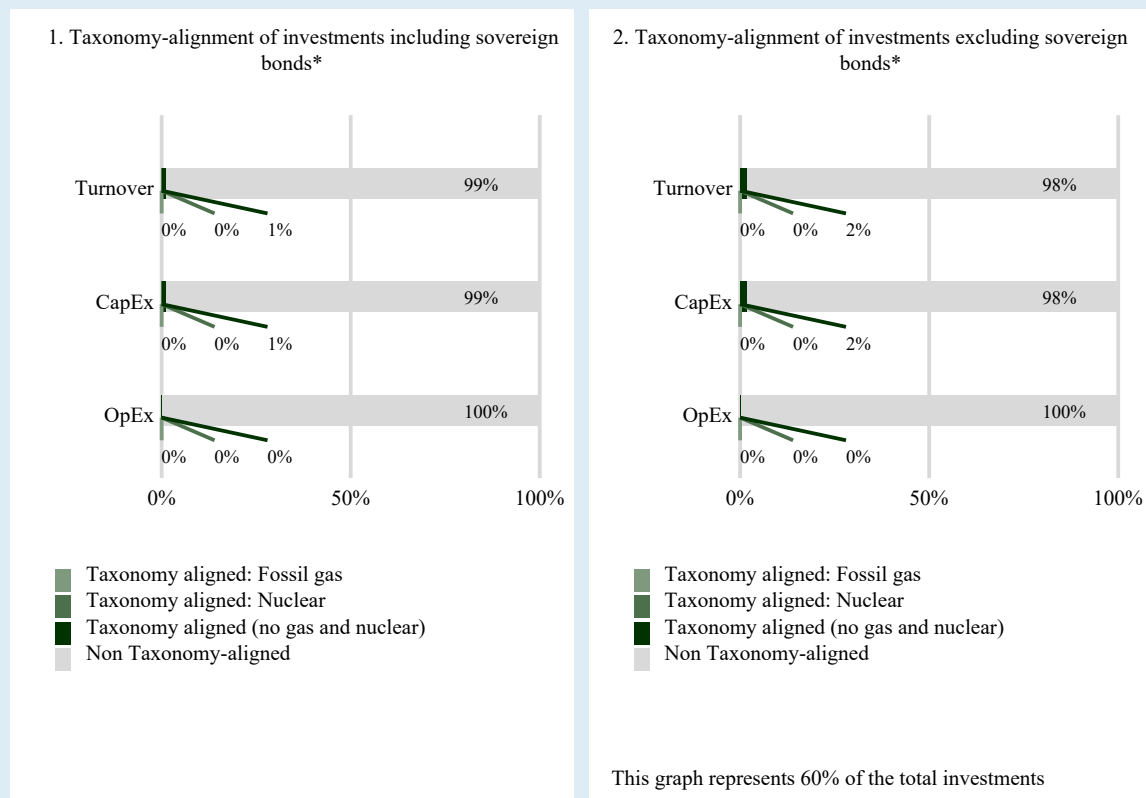 1. Taxonomy-alignment of investments including sovereign
bonds*
Turnover
99%
0% 0% 1%
CapEx
99%
0% 0% 1%
OpEx
100%
0% 0% 0%
0% 50% 100%
Taxonomy aligned: Fossil gas
Taxonomy aligned: Nuclear
Taxonomy aligned (no gas and nuclear)
Non Taxonomy-aligned
2. Taxonomy-alignment of investments excluding sovereign
bonds*
Turnover
98%
0% 0% 2%
CapEx
98%
0% 0% 2%
OpEx
100%
0% 0% 0%
0% 50% 100%
Taxonomy aligned: Fossil gas
Taxonomy aligned: Nuclear
Taxonomy aligned (no gas and nuclear)
Non Taxonomy-aligned
This graph represents 60% of the total investments